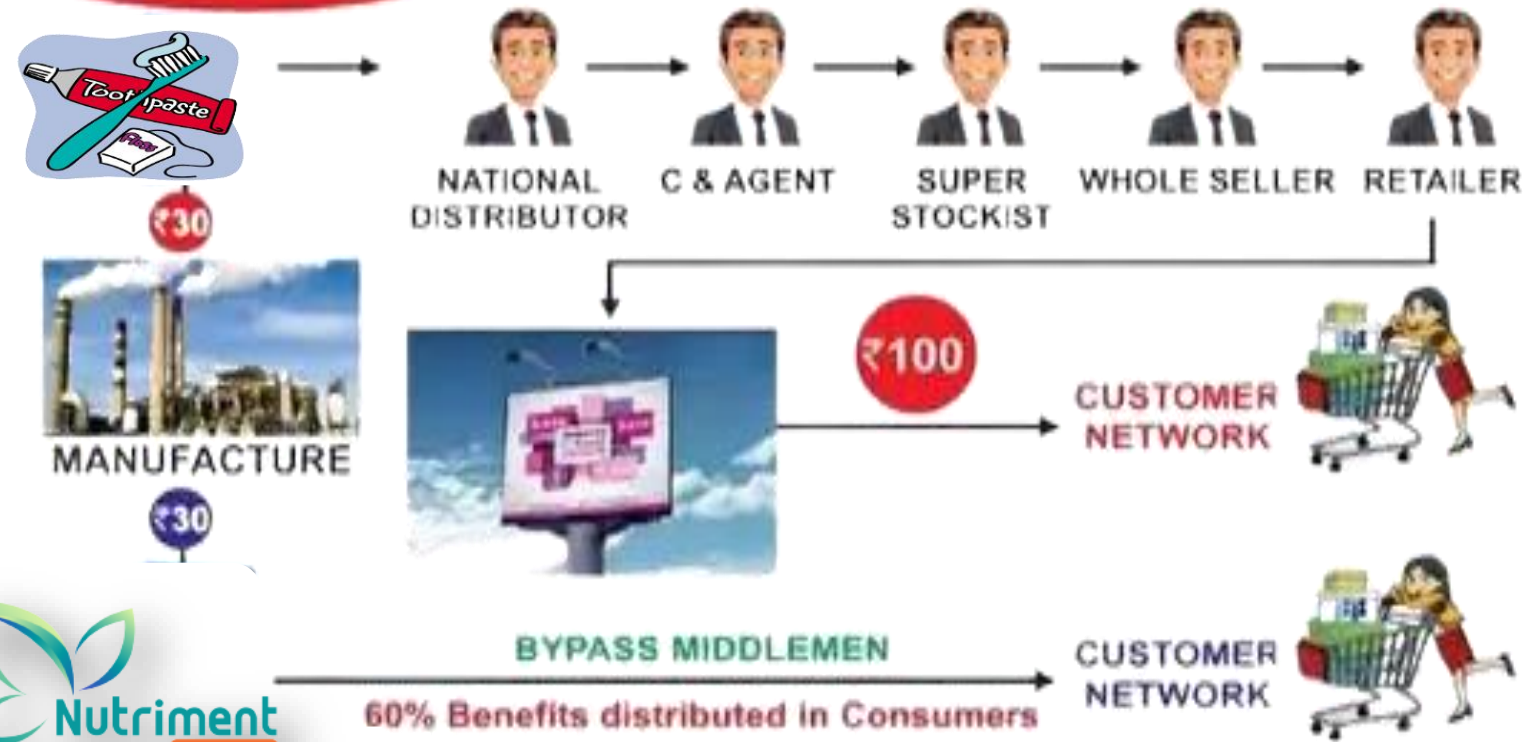 Toothpaste
Floss
₹30
NATIONAL
DISTRIBUTOR
C & AGENT
SUPER
STOCKIST
WHOLE SELLER
RETAILER
MANUFACTURE
₹100
CUSTOMER
NETWORK
₹30
BYPASS MIDDLEMEN
60% Benefits distributed in Consumers
CUSTOMER
NETWORK
Nutriment